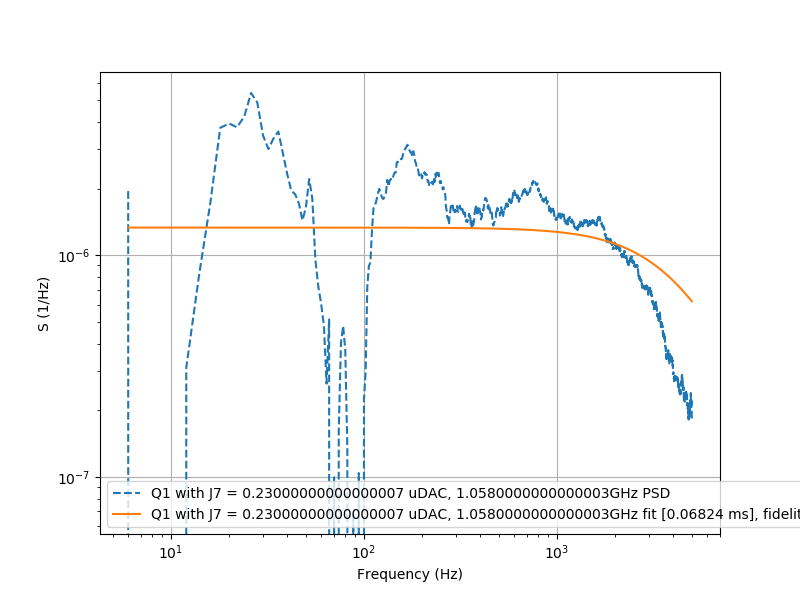 10⁻⁶
10⁻⁷
S (1/Hz)
Q1 with J7 = 0.23000000000000007 uDAC, 1.0580000000000003GHz PSD
Q1 with J7 = 0.23000000000000007 uDAC, 1.0580000000000003GHz fit [0.06824 ms], fidelit
10¹ 10² 10³
Frequency (Hz)